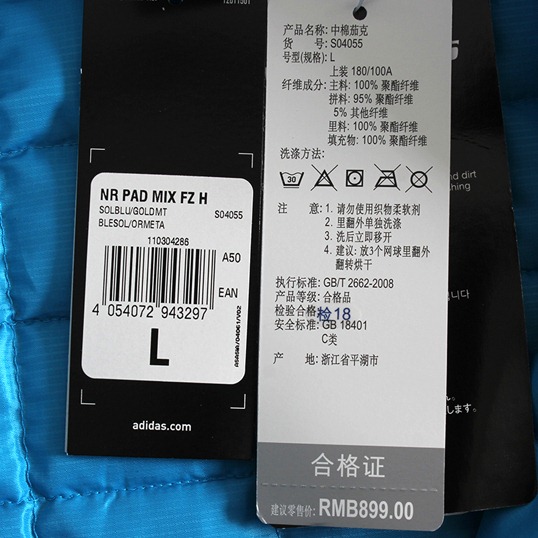 NR PAD MIX FZ H
SOLBLU/GOLDMT S04055
BLESOL/ORMETA
110304286
A50
EAN
4 054072 943297
L
adidas.com
产品名称: 中棉茄克
货 号: S04055
号型(规格): L
上装 180/100A
纤维成分: 主料: 100% 聚酯纤维
拼料: 95% 聚酯纤维
5% 其他纤维
里料: 100% 聚酯纤维
填充物: 100% 聚酯纤维
洗涤方法:
30
注 意: 1. 请勿使用织物柔软剂
2. 里翻外单独洗涤
3. 洗后立即移开
4. 建议: 放3个网球里翻外
翻转烘干
执行标准: GB/T 2662-2008
产品等级: 合格品
检验合格: 检18
安全标准: GB 18401
C类
产 地: 浙江省平湖市
合格证
建议零售价: RMB899.00
nd dirt
thing
します。